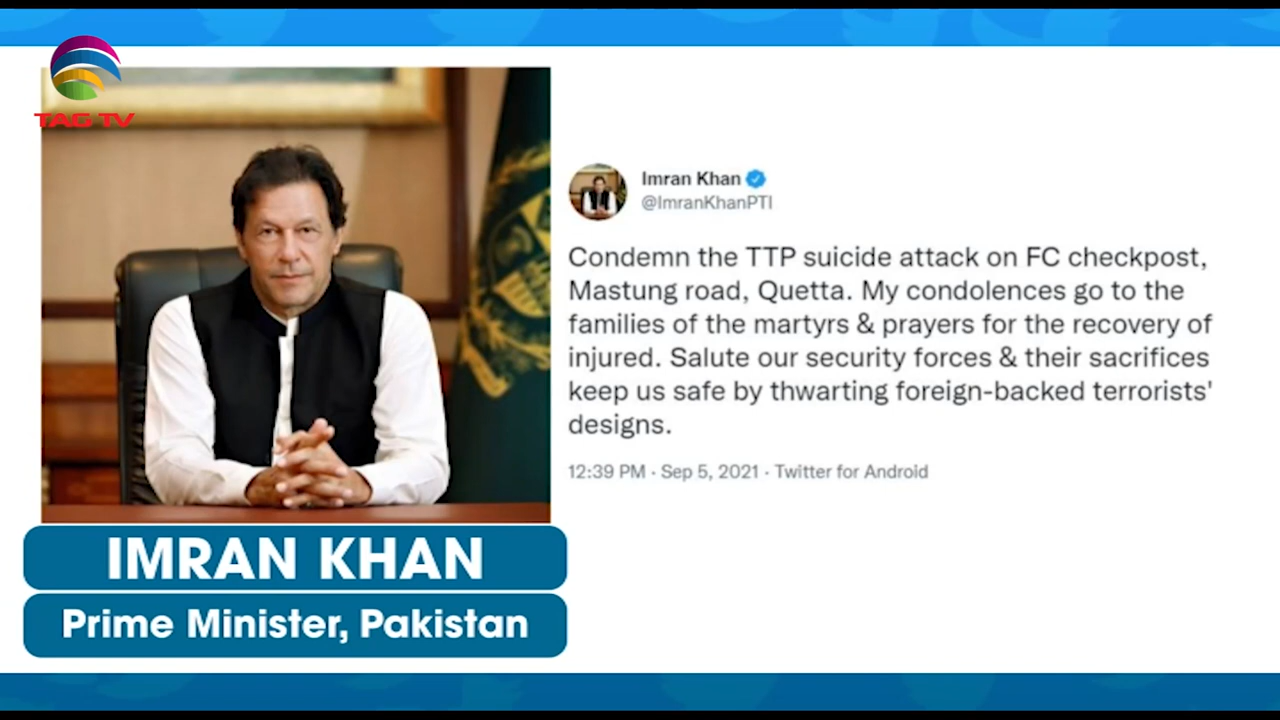 TAG TV
IMRAN KHAN
Prime Minister, Pakistan
Imran Khan
@ImranKhanPTI
Condemn the TTP suicide attack on FC checkpost,
Mastung road, Quetta. My condolences go to the
families of the martyrs & prayers for the recovery of
injured. Salute our security forces & their sacrifices
keep us safe by thwarting foreign-backed terrorists'
designs.
12:39 PM · Sep 5, 2021 · Twitter for Android